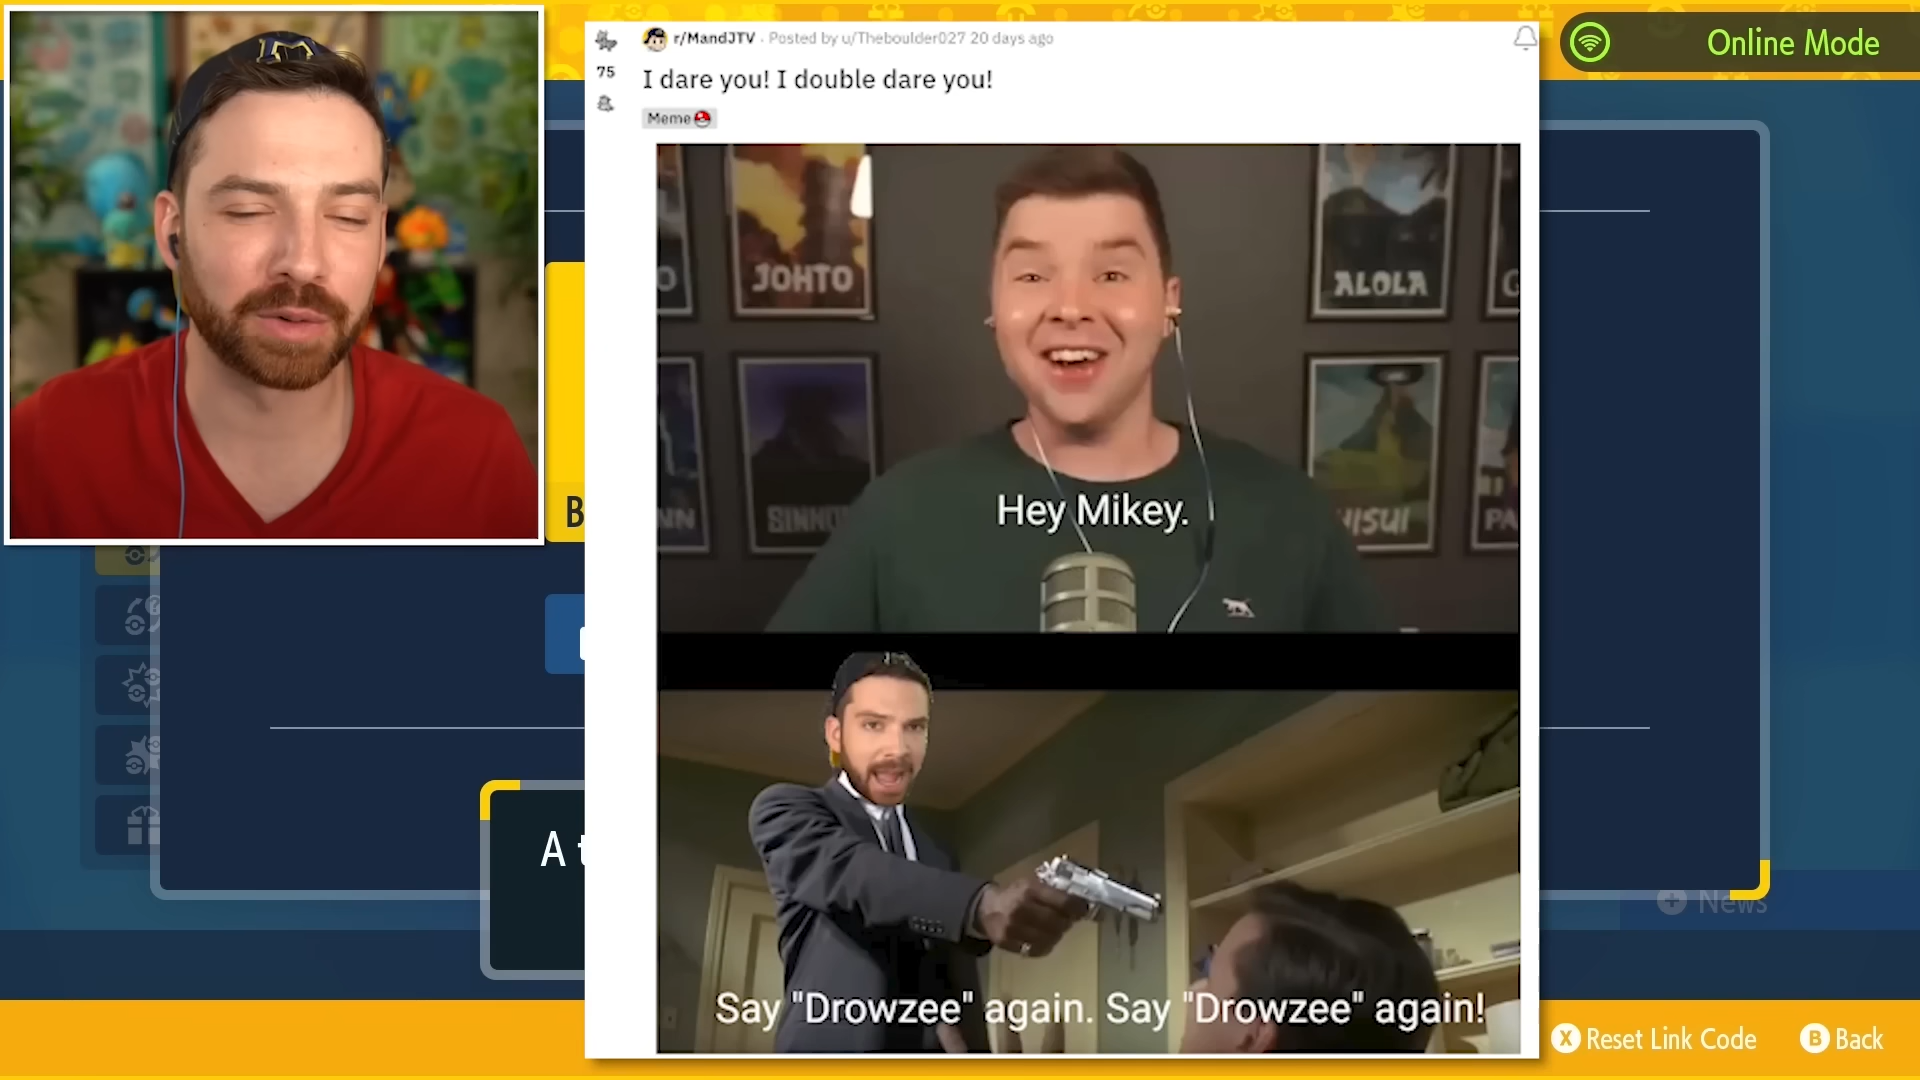 r/MandJTV · Posted by u/Theboulder027 20 days ago
75
I dare you! I double dare you!
Meme
Online Mode
JOHTO
ALOLA
HISUI
PA
Hey Mikey.
B
A t
News
Say "Drowzee" again. Say "Drowzee" again!
X Reset Link Code
B Back